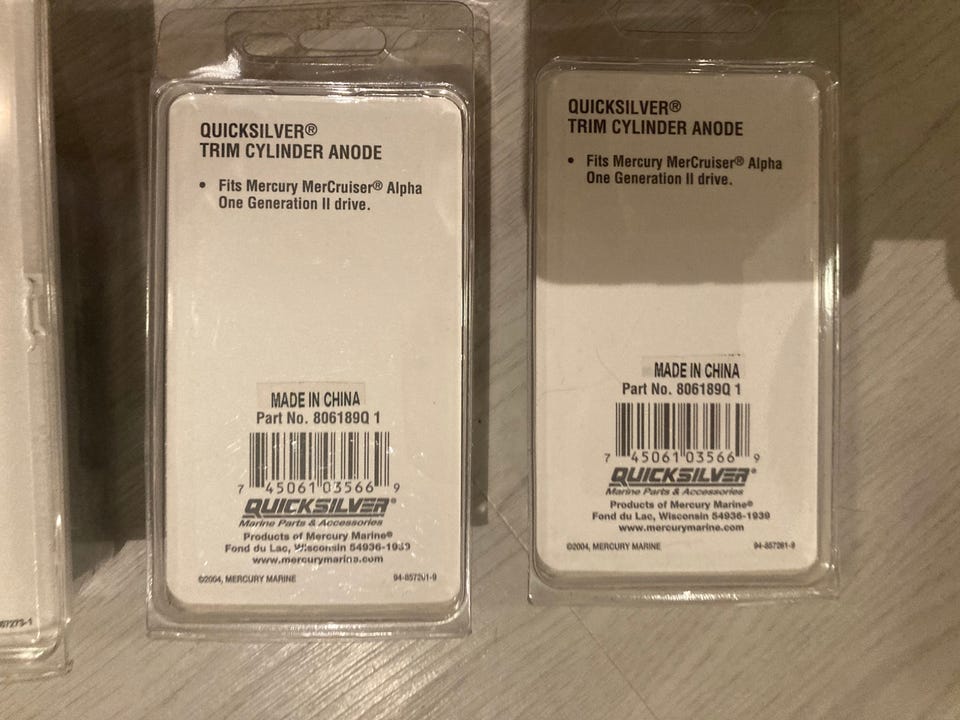 QUICKSILVER®
TRIM CYLINDER ANODE
• Fits Mercury MerCruiser® Alpha
One Generation II drive.
MADE IN CHINA
Part No. 806189Q 1
7 45061 03566 9
QUICKSILVER®
Marine Parts & Accessories
Products of Mercury Marine®
Fond du Lac, Wisconsin 54936-1939
www.mercurymarine.com
©2004, MERCURY MARINE
QUICKSILVER®
TRIM CYLINDER ANODE
• Fits Mercury MerCruiser® Alpha
One Generation II drive.
MADE IN CHINA
Part No. 806189Q 1
7 45061 03566 9
QUICKSILVER®
Marine Parts & Accessories
Products of Mercury Marine®
Fond du Lac, Wisconsin 54936-1939
www.mercurymarine.com
©2004, MERCURY MARINE 94-857261-9